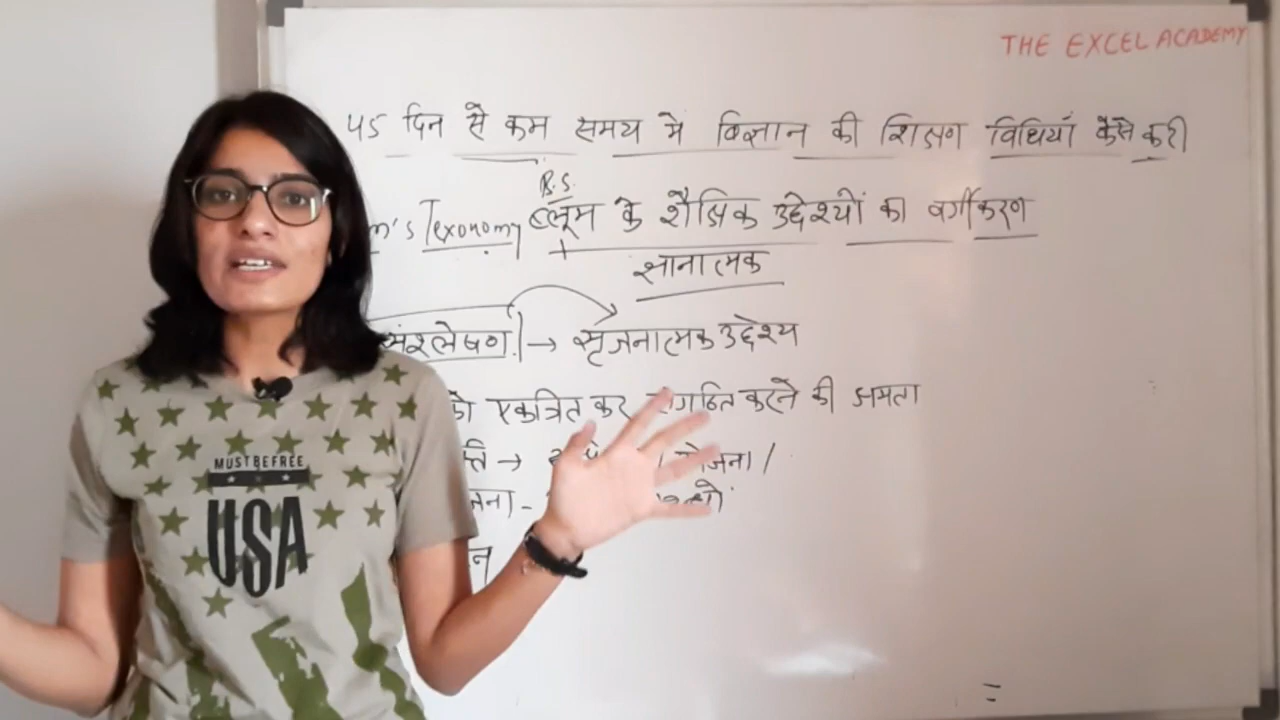 THE EXCEL ACADEMY
45 दिन से कम समय में विज्ञान की शिक्षण विधियाँ कैसे करें
B.S.
m's Texonomy ब्लूम के शैक्षिक उद्देश्यों का वर्गीकरण
ज्ञानात्मक
संश्लेषण → सृजनात्मक उद्देश्य
को एकत्रित कर संगठित करने की क्षमता
MUSTBEFREE
USA